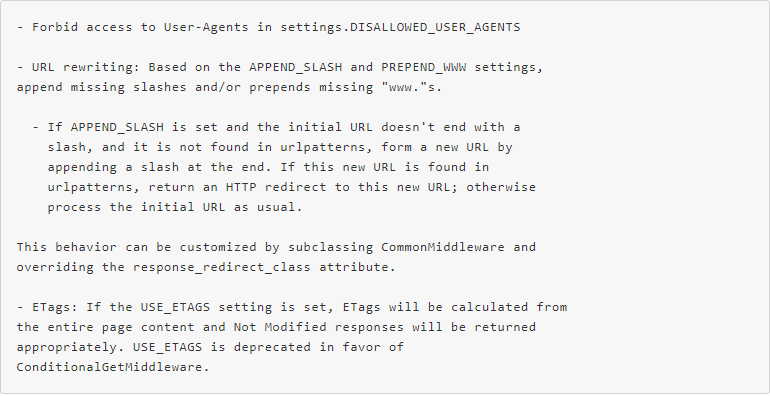 - Forbid access to User-Agents in settings.DISALLOWED_USER_AGENTS
- URL rewriting: Based on the APPEND_SLASH and PREPEND_WWW settings,
append missing slashes and/or prepends missing "www."s.
- If APPEND_SLASH is set and the initial URL doesn't end with a
slash, and it is not found in urlpatterns, form a new URL by
appending a slash at the end. If this new URL is found in
urlpatterns, return an HTTP redirect to this new URL; otherwise
process the initial URL as usual.
This behavior can be customized by subclassing CommonMiddleware and
overriding the response_redirect_class attribute.
- ETags: If the USE_ETAGS setting is set, ETags will be calculated from
the entire page content and Not Modified responses will be returned
appropriately. USE_ETAGS is deprecated in favor of
ConditionalGetMiddleware.